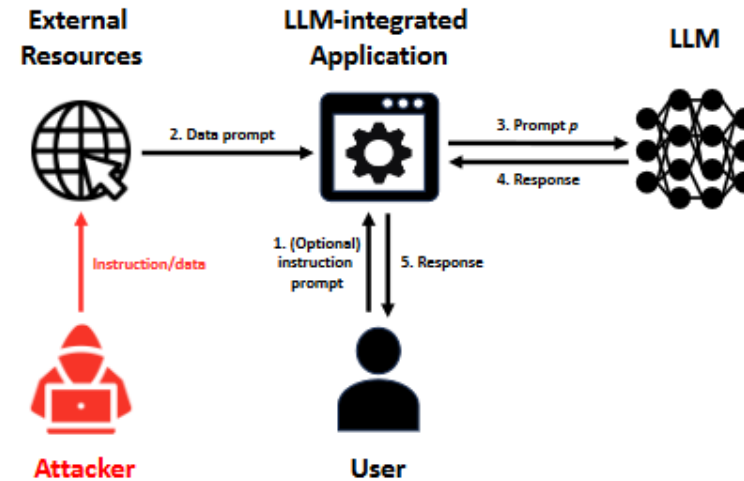 External
Resources
LLM-integrated
Application
LLM
2. Data prompt
3. Prompt p
4. Response
Instruction/data
1. (Optional)
instruction
prompt
5. Response
Attacker
User